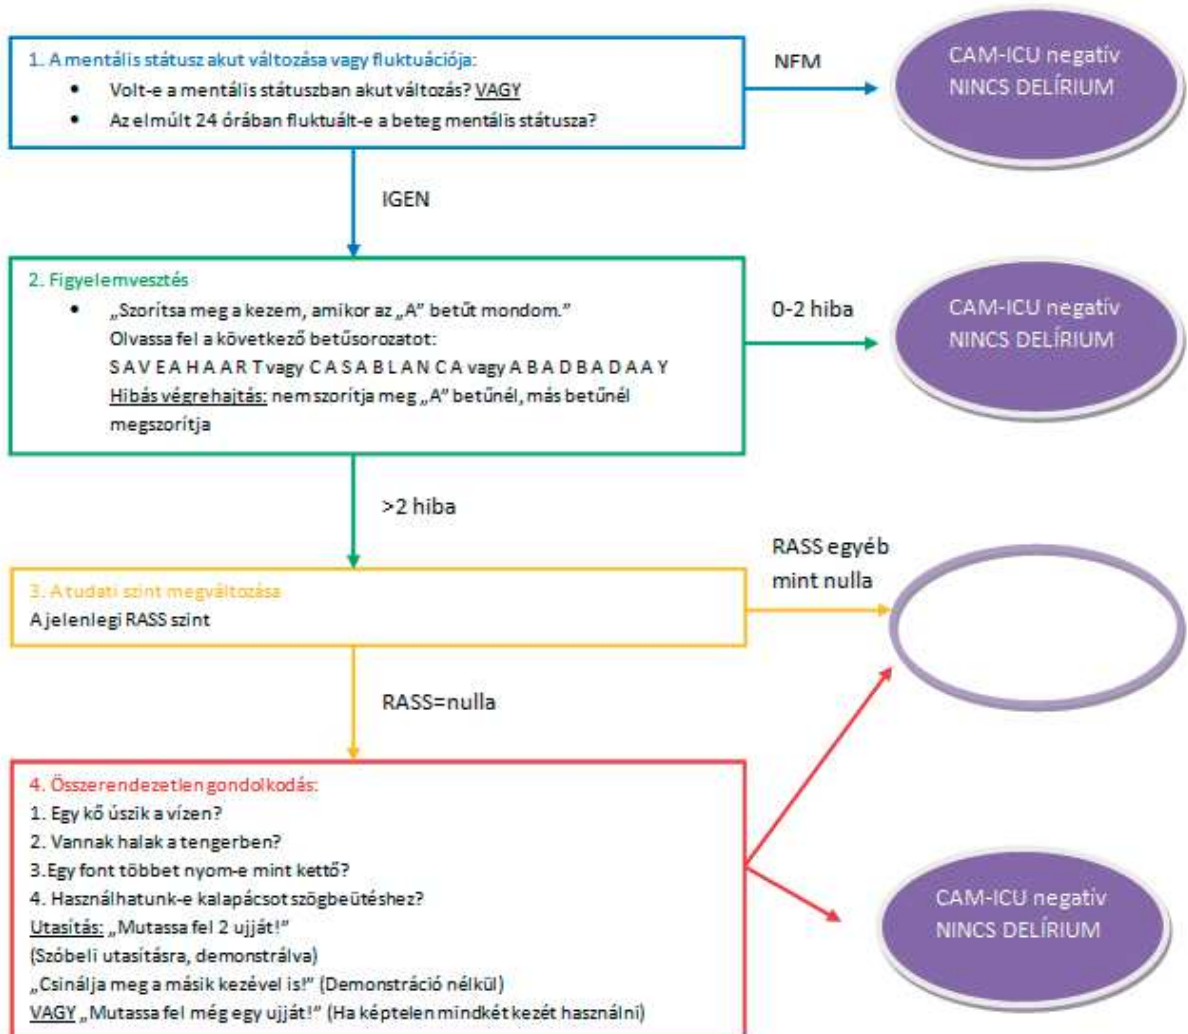 1. A mentális státusz akut változása vagy fluktuációja:
• Volt-e a mentális státuszban akut változás? VAGY
• Az elmúlt 24 órában fluktuált-e a beteg mentális státusza?
NFM
CAM-ICU negatív
NINCS DELÍRIUM
IGEN
2. Figyelemvesztés
• „Szorítsa meg a kezem, amikor az „A" betűt mondom."
Olvassa fel a következő betűsorozatot:
S A V E A H A A R T vagy C A S A B L A N C A vagy A B A D B A D A A Y
Hibás végrehajtás: nem szorítja meg „A" betűnél, más betűnél
megszorítja
0-2 hiba
CAM-ICU negatív
NINCS DELÍRIUM
>2 hiba
3. A tudati szint megváltozása
A jelenlegi RASS szint
RASS egyéb
mint nulla
RASS=nulla
4. Összerendezetlen gondolkodás:
1. Egy kő úszik a vízen?
2. Vannak halak a tengerben?
3.Egy font többet nyom-e mint kettő?
4. Használhatunk-e kalapácsot szögbeütéshez?
Utasítás: „Mutassa fel 2 ujját!"
(Szóbeli utasításra, demonstrálva)
„Csinálja meg a másik kezével is!" (Demonstráció nélkül)
VAGY „Mutassa fel még egy ujját!" (Ha képtelen mindkét kezét használni)
CAM-ICU negatív
NINCS DELÍRIUM